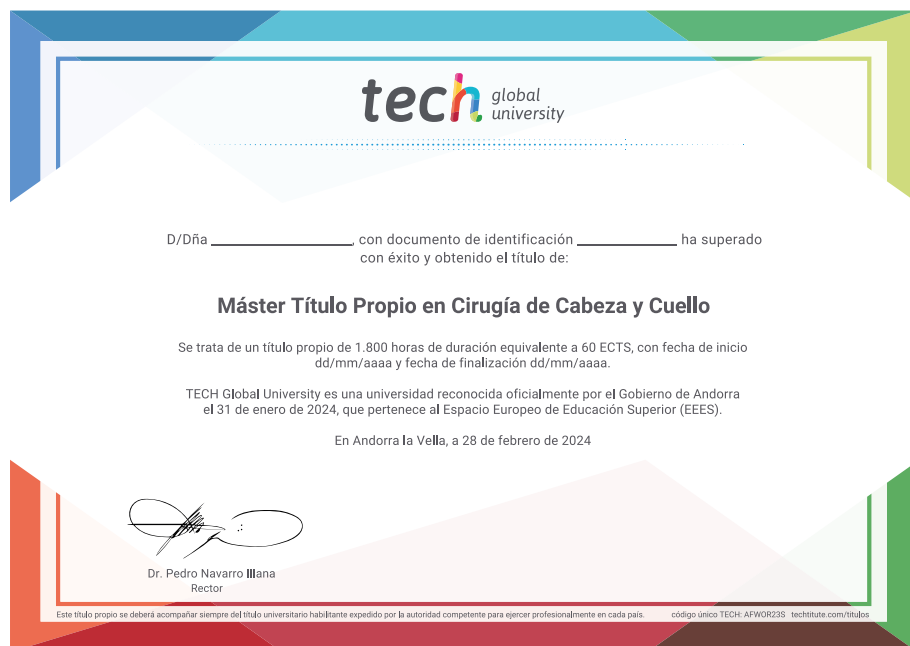 tech global
university
D/Dña ______________, con documento de identificación ____________ ha superado
con éxito y obtenido el título de:
Máster Título Propio en Cirugía de Cabeza y Cuello
Se trata de un título propio de 1.800 horas de duración equivalente a 60 ECTS, con fecha de inicio
dd/mm/aaaa y fecha de finalización dd/mm/aaaa.
TECH Global University es una universidad reconocida oficialmente por el Gobierno de Andorra
el 31 de enero de 2024, que pertenece al Espacio Europeo de Educación Superior (EEES).
En Andorra la Vella, a 28 de febrero de 2024
Dr. Pedro Navarro Illana
Rector
Este título propio se deberá acompañar siempre del título universitario habilitante expedido por la autoridad competente para ejercer profesionalmente en cada país. código único TECH: AFWOR23S techtitute.com/titulos